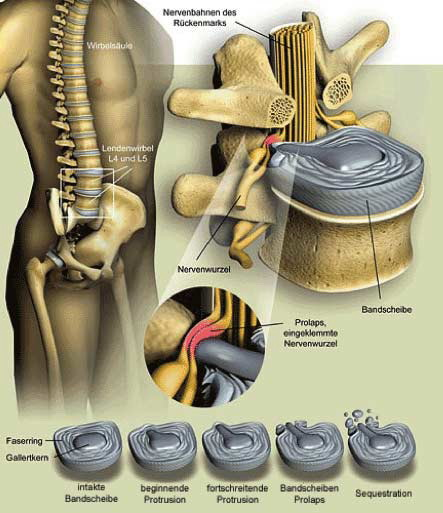 Nervenbahnen des
Rückenmarks
Wirbelsäule
Lendenwirbel
L4 und L5
Nervenwurzel
Bandscheibe
Prolaps,
eingeklemmte
Nervenwurzel
Faserring
Gallertkern
intakte
Bandscheibe
beginnende
Protrusion
fortschreitende
Protrusion
Bandscheiben
Prolaps
Sequestration